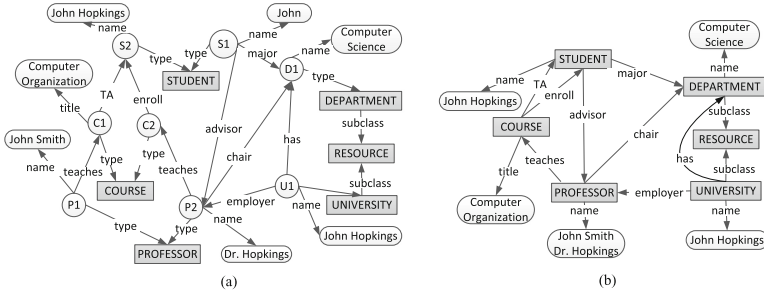 John Hopkings
name
S2
type
type
S1
name
John
major
Computer
Science
name
D1
type
STUDENT
DEPARTMENT
subclass
RESOURCE
subclass
UNIVERSITY
Computer
Organization
title
TA
enroll
C1
C2
advisor
has
chair
John Smith
name
teaches
type
type
COURSE
teaches
P1
P2
employer
U1
type
type
name
name
PROFESSOR
Dr. Hopkings
John Hopkings
(a)
Computer
Science
name
STUDENT
major
DEPARTMENT
name
John Hopkings
TA
enroll
subclass
COURSE
advisor
chair
RESOURCE
title
teaches
has
subclass
PROFESSOR
employer
UNIVERSITY
Computer
Organization
name
name
John Smith
Dr. Hopkings
John Hopkings
(b)